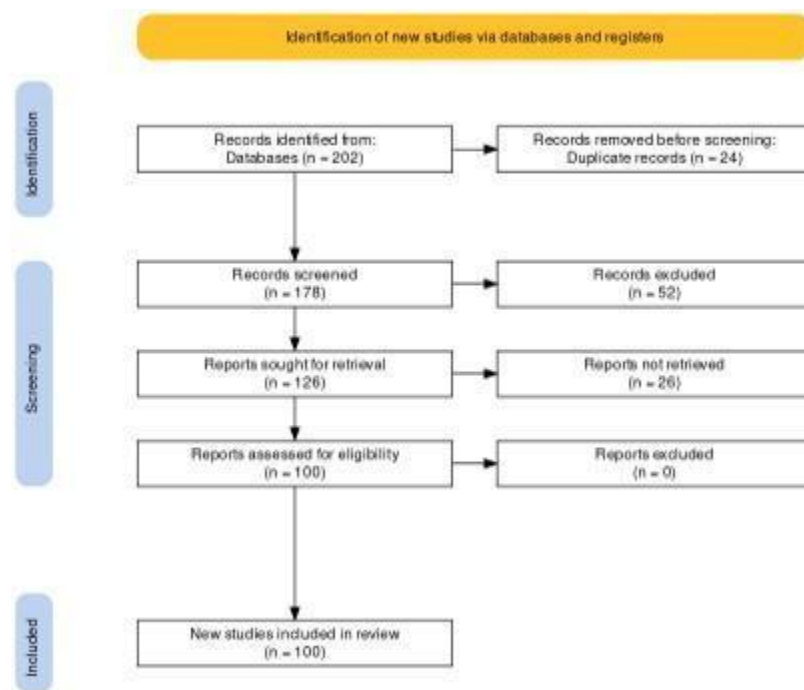 Identification of new studies via databases and registers
Identification
Records identified from:
Databases (n = 202)
Records removed before screening:
Duplicate records (n = 24)
Screening
Records screened
(n = 178)
Records excluded
(n = 52)
Reports sought for retrieval
(n = 126)
Reports not retrieved
(n = 26)
Reports assessed for eligibility
(n = 100)
Reports excluded
(n = 0)
Included
New studies included in review
(n = 100)